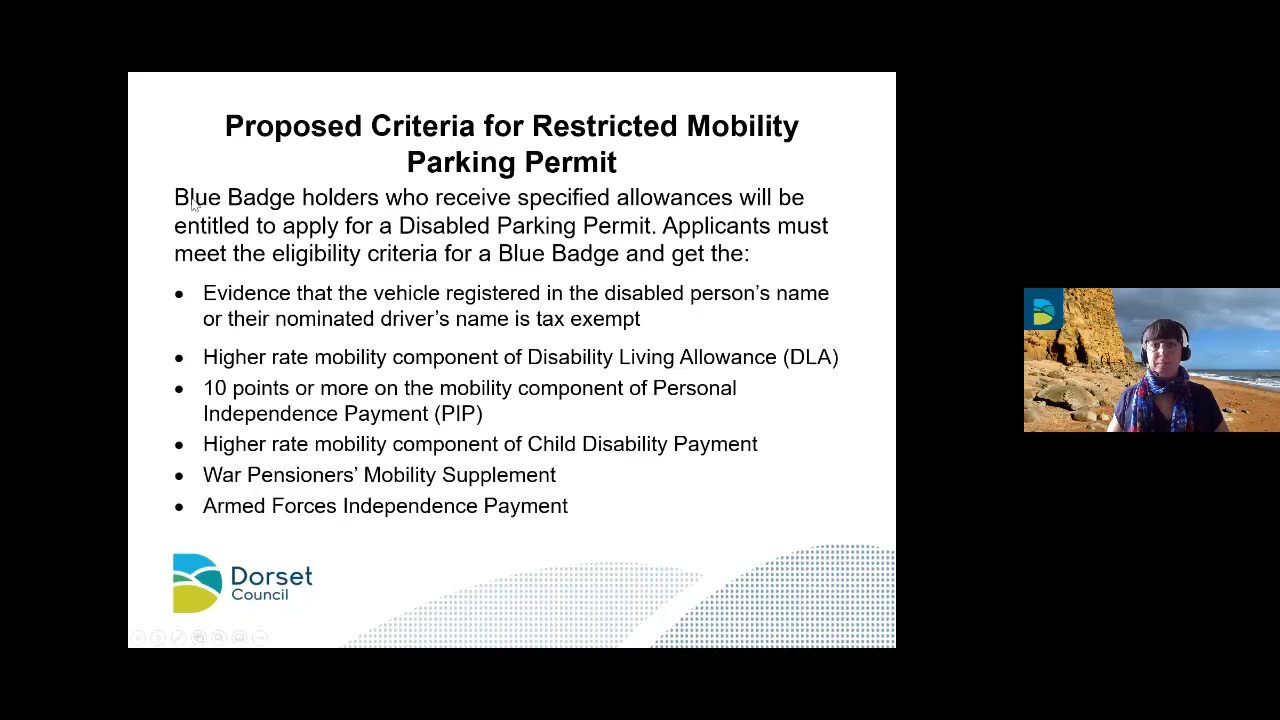 Proposed Criteria for Restricted Mobility
Parking Permit
Blue Badge holders who receive specified allowances will be
entitled to apply for a Disabled Parking Permit. Applicants must
meet the eligibility criteria for a Blue Badge and get the:
• Evidence that the vehicle registered in the disabled person’s name
or their nominated driver’s name is tax exempt
• Higher rate mobility component of Disability Living Allowance (DLA)
• 10 points or more on the mobility component of Personal
Independence Payment (PIP)
• Higher rate mobility component of Child Disability Payment
• War Pensioners’ Mobility Supplement
• Armed Forces Independence Payment
Dorset
Council